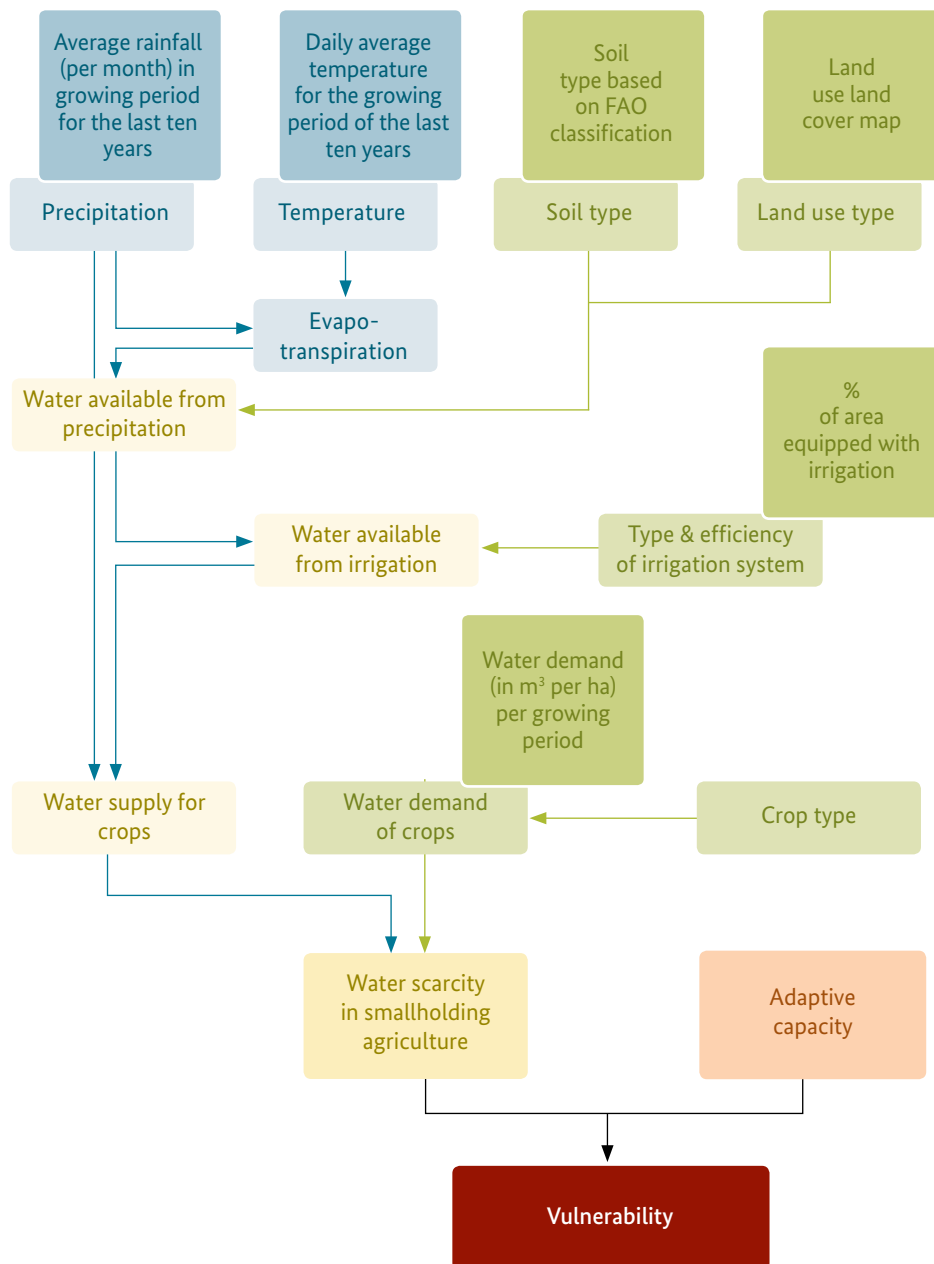 Average rainfall
(per month) in
growing period
for the last ten
years
Daily average
temperature
for the growing
period of the last
ten years
Soil
type based
on FAO
classification
Land
use land
cover map
Precipitation
Temperature
Soil type
Land use type
Evapo-
transpiration
Water available from
precipitation
%
of area
equipped with
irrigation
Water available
from irrigation
Type & efficiency
of irrigation system
Water demand
(in m³ per ha)
per growing
period
Water supply for
crops
Water demand
of crops
Crop type
Water scarcity
in smallholding
agriculture
Adaptive
capacity
Vulnerability